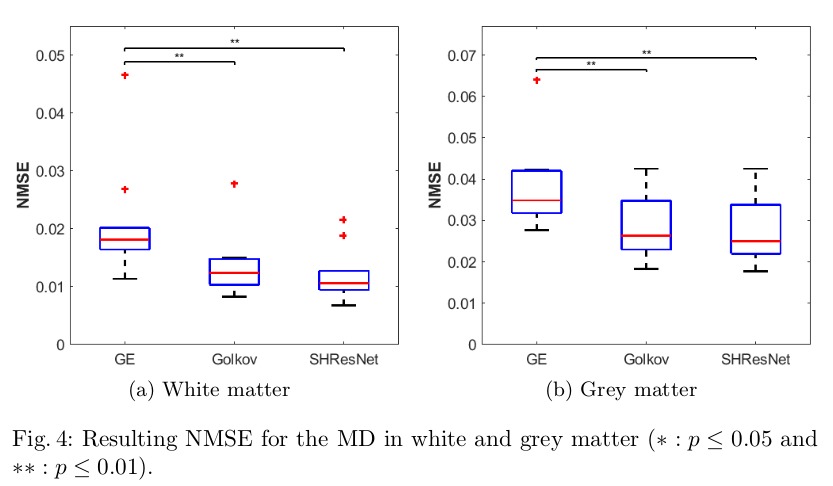 0.05
0.04
0.03
0.02
0.01
0
NMSE
**
**
GE Golkov SHResNet
(a) White matter
0.07
0.06
0.05
0.04
0.03
0.02
0.01
0
NMSE
**
**
GE Golkov SHResNet
(b) Grey matter
Fig. 4: Resulting NMSE for the MD in white and grey matter (∗ : p ≤ 0.05 and
∗∗ : p ≤ 0.01).